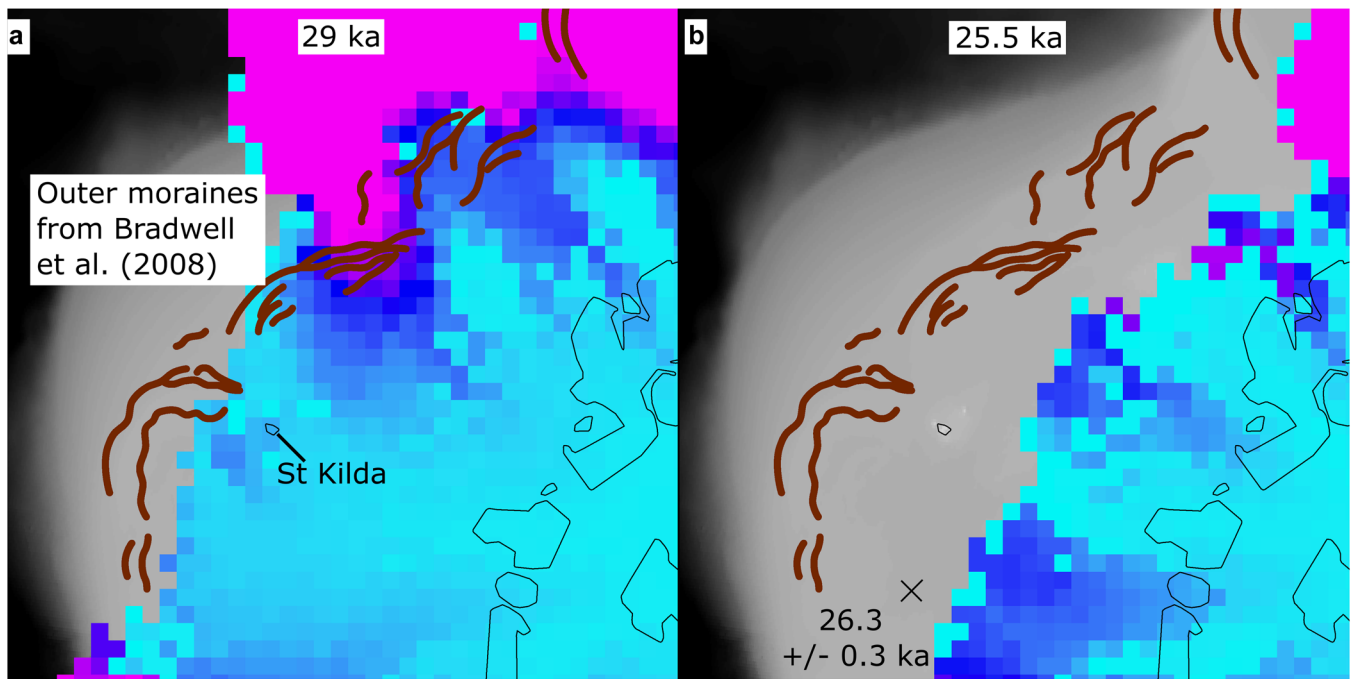 a
29 ka
Outer moraines
from Bradwell
et al. (2008)
St Kilda
b
25.5 ka
26.3
+/- 0.3 ka